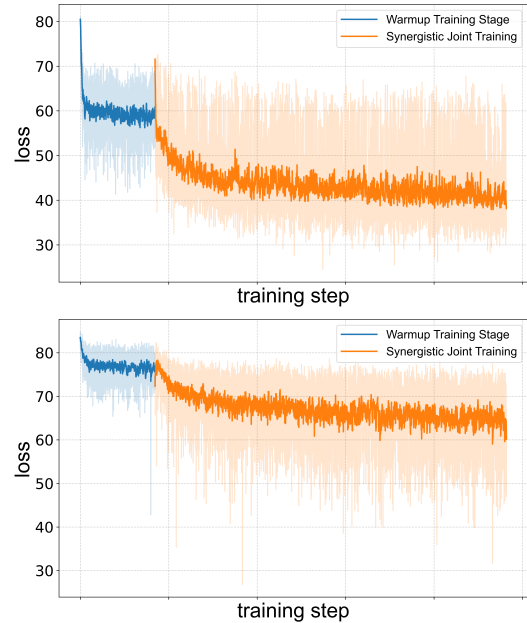 80
70
60
50
40
30
loss
training step
Warmup Training Stage
Synergistic Joint Training
80
70
60
50
40
30
loss
training step
Warmup Training Stage
Synergistic Joint Training